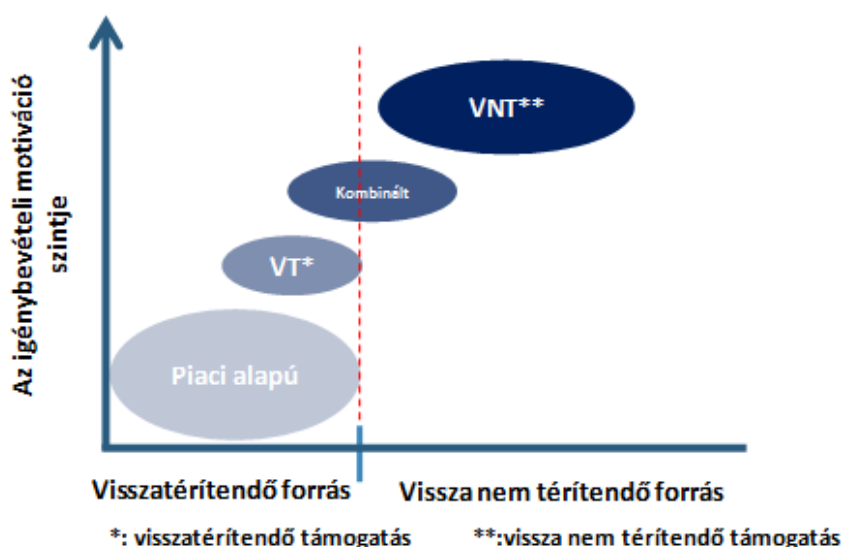 Az igénybevételi motiváció
szintje
VNT**
Kombinált
VT*
Piaci alapú
Visszatérítendő forrás
Vissza nem térítendő forrás
*: visszatérítendő támogatás
**:vissza nem térítendő támogatás